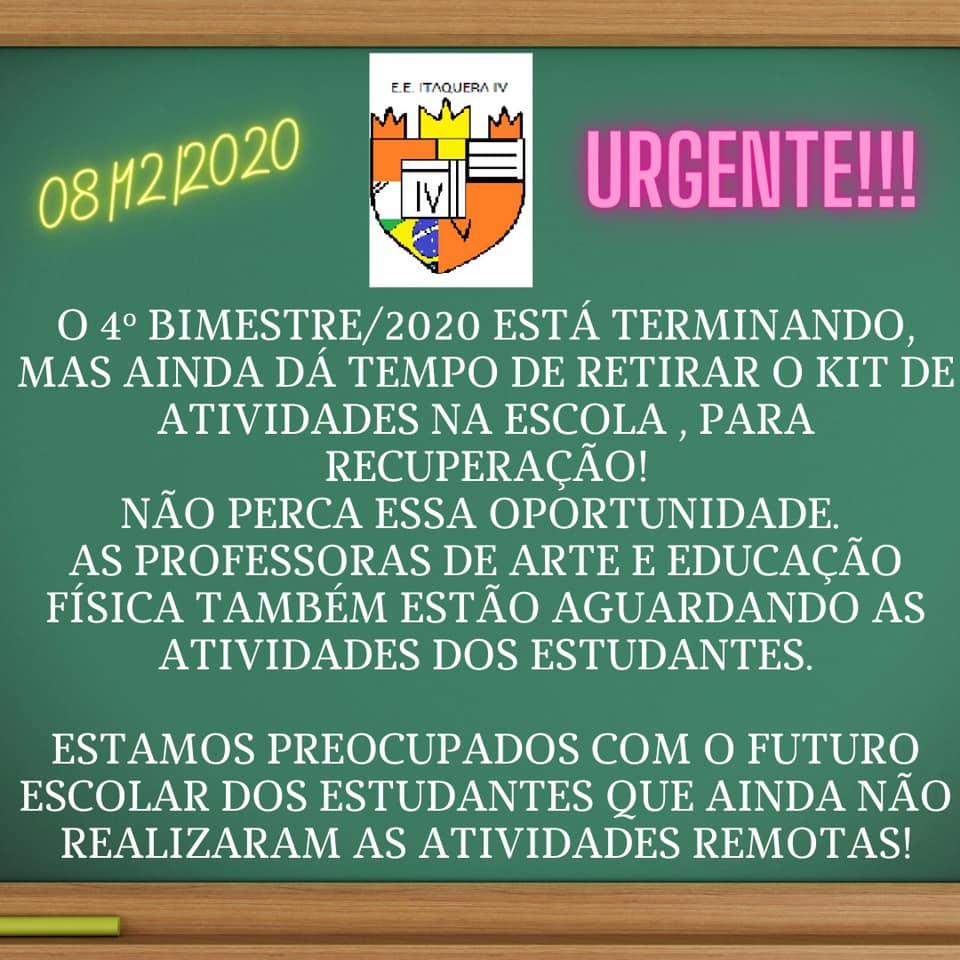 E.E. ITAQUERA IV
08/12/2020
URGENTE!!!
IV
O 4º BIMESTRE/2020 ESTÁ TERMINANDO,
MAS AINDA DÁ TEMPO DE RETIRAR O KIT DE
ATIVIDADES NA ESCOLA , PARA
RECUPERAÇÃO!
NÃO PERCA ESSA OPORTUNIDADE.
AS PROFESSORAS DE ARTE E EDUCAÇÃO
FÍSICA TAMBÉM ESTÃO AGUARDANDO AS
ATIVIDADES DOS ESTUDANTES.
ESTAMOS PREOCUPADOS COM O FUTURO
ESCOLAR DOS ESTUDANTES QUE AINDA NÃO
REALIZARAM AS ATIVIDADES REMOTAS!